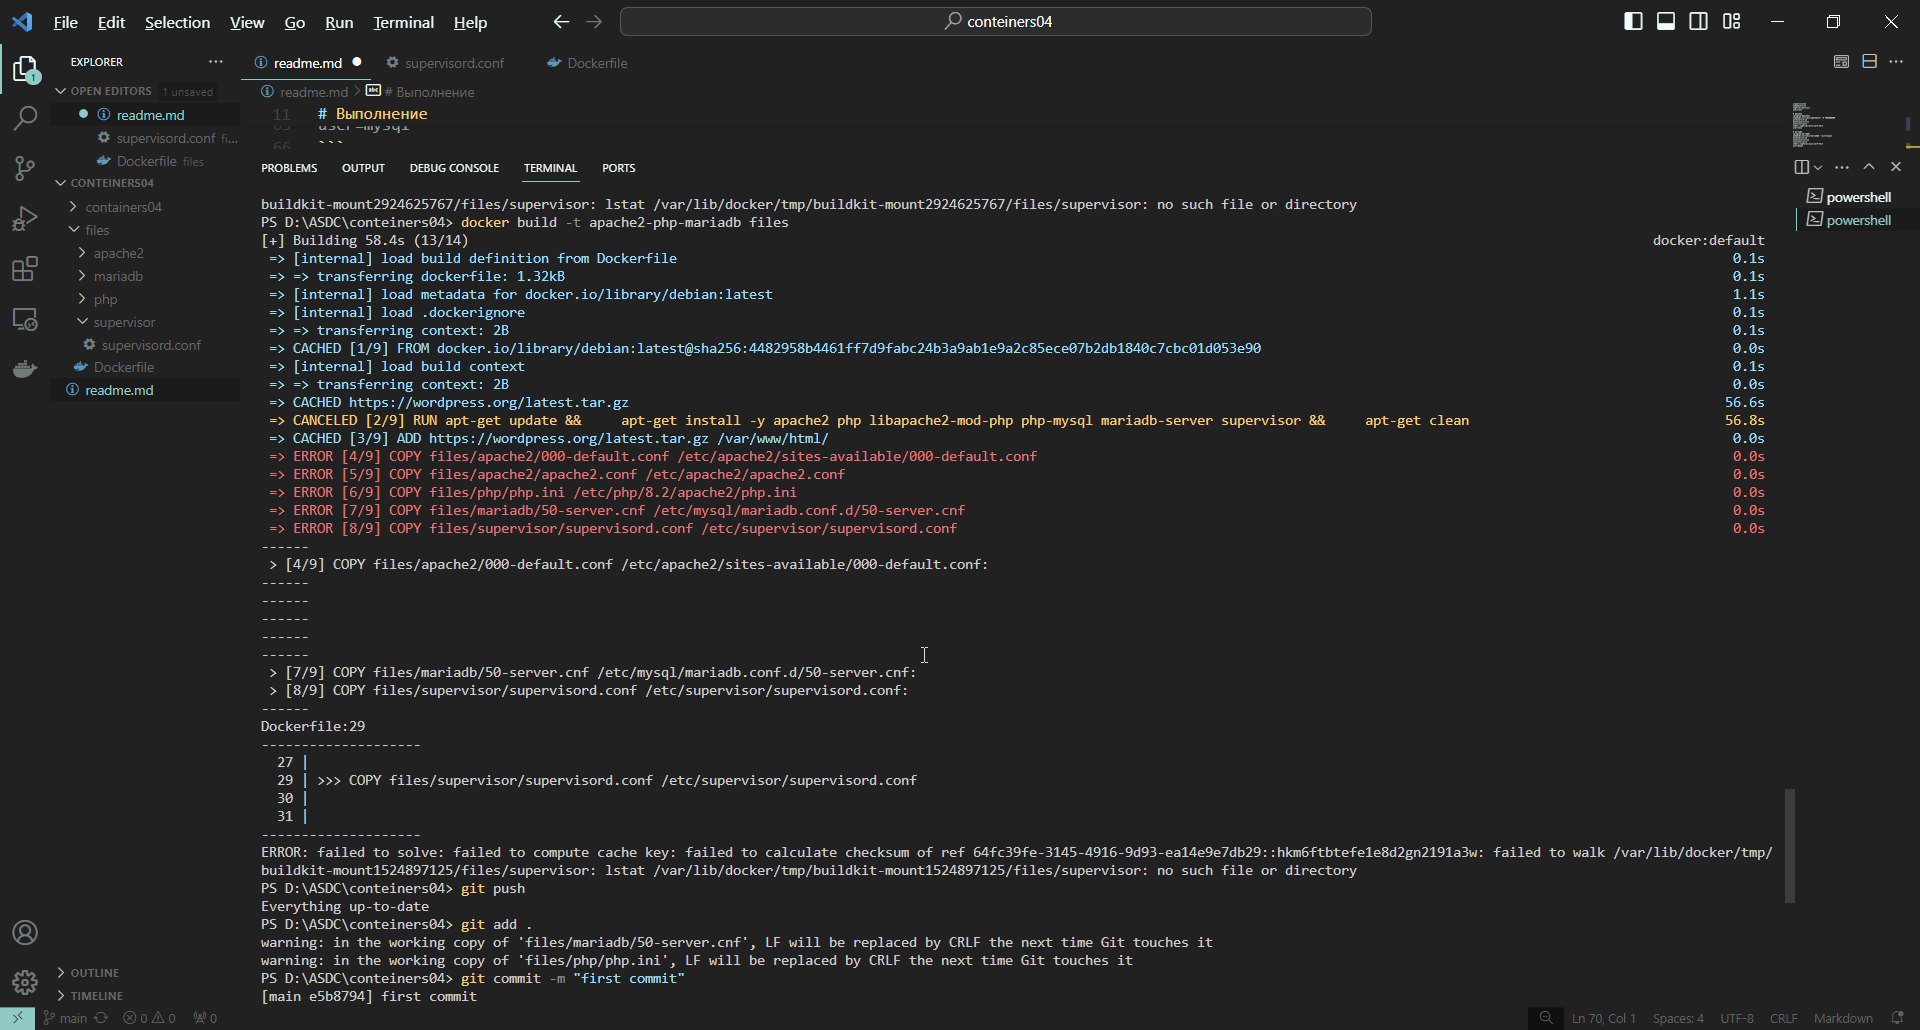 File Edit Selection View Go Run Terminal Help
conteiners04
EXPLORER
readme.md
supervisord.conf
Dockerfile
OPEN EDITORS 1 unsaved
readme.md
supervisord.conf fi...
Dockerfile files
CONTEINERS04
containers04
files
apache2
mariadb
php
supervisor
supervisord.conf
Dockerfile
readme.md
OUTLINE
TIMELINE
readme.md > # Выполнение
11 # Выполнение
65 user=mysql
66 ```
PROBLEMS OUTPUT DEBUG CONSOLE TERMINAL PORTS
powershell
powershell
buildkit-mount2924625767/files/supervisor: lstat /var/lib/docker/tmp/buildkit-mount2924625767/files/supervisor: no such file or directory
PS D:\ASDC\conteiners04> docker build -t apache2-php-mariadb files
[+] Building 58.4s (13/14) docker:default
=> [internal] load build definition from Dockerfile 0.1s
=> => transferring dockerfile: 1.32kB 0.1s
=> [internal] load metadata for docker.io/library/debian:latest 1.1s
=> [internal] load .dockerignore 0.1s
=> => transferring context: 2B 0.1s
=> CACHED [1/9] FROM docker.io/library/debian:latest@sha256:4482958b4461ff7d9fabc24b3a9ab1e9a2c85ece07b2db1840c7cbc01d053e90 0.0s
=> [internal] load build context 0.1s
=> => transferring context: 2B 0.0s
=> CACHED https://wordpress.org/latest.tar.gz 56.6s
=> CANCELED [2/9] RUN apt-get update &&     apt-get install -y apache2 php libapache2-mod-php php-mysql mariadb-server supervisor &&     apt-get clean 56.8s
=> CACHED [3/9] ADD https://wordpress.org/latest.tar.gz /var/www/html/ 0.0s
=> ERROR [4/9] COPY files/apache2/000-default.conf /etc/apache2/sites-available/000-default.conf 0.0s
=> ERROR [5/9] COPY files/apache2/apache2.conf /etc/apache2/apache2.conf 0.0s
=> ERROR [6/9] COPY files/php/php.ini /etc/php/8.2/apache2/php.ini 0.0s
=> ERROR [7/9] COPY files/mariadb/50-server.cnf /etc/mysql/mariadb.conf.d/50-server.cnf 0.0s
=> ERROR [8/9] COPY files/supervisor/supervisord.conf /etc/supervisor/supervisord.conf 0.0s
------
> [4/9] COPY files/apache2/000-default.conf /etc/apache2/sites-available/000-default.conf:
------
------
------
------
------
> [7/9] COPY files/mariadb/50-server.cnf /etc/mysql/mariadb.conf.d/50-server.cnf:
> [8/9] COPY files/supervisor/supervisord.conf /etc/supervisor/supervisord.conf:
------
Dockerfile:29
--------------------
27 |
29 | >>> COPY files/supervisor/supervisord.conf /etc/supervisor/supervisord.conf
30 |
31 |
--------------------
ERROR: failed to solve: failed to compute cache key: failed to calculate checksum of ref 64fc39fe-3145-4916-9d93-ea14e9e7db29::hkm6ftbtefe1e8d2gn2191a3w: failed to walk /var/lib/docker/tmp/
buildkit-mount1524897125/files/supervisor: lstat /var/lib/docker/tmp/buildkit-mount1524897125/files/supervisor: no such file or directory
PS D:\ASDC\conteiners04> git push
Everything up-to-date
PS D:\ASDC\conteiners04> git add .
warning: in the working copy of 'files/mariadb/50-server.cnf', LF will be replaced by CRLF the next time Git touches it
warning: in the working copy of 'files/php/php.ini', LF will be replaced by CRLF the next time Git touches it
PS D:\ASDC\conteiners04> git commit -m "first commit"
[main e5b8794] first commit
main 0 0 0 Ln 70, Col 1 Spaces: 4 UTF-8 CRLF Markdown